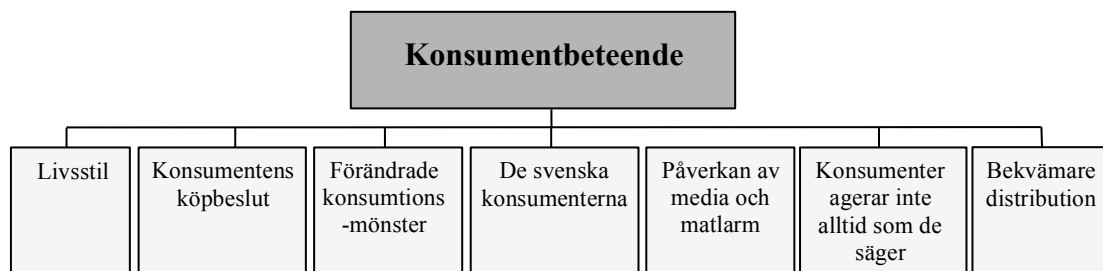 Konsumentbeteende
Livsstil
Konsumentens
köpbeslut
Förändrade
konsumtions
-mönster
De svenska
konsumenterna
Påverkan av
media och
matlarm
Konsumenter
agerar inte
alltid som de
säger
Bekvämare
distribution